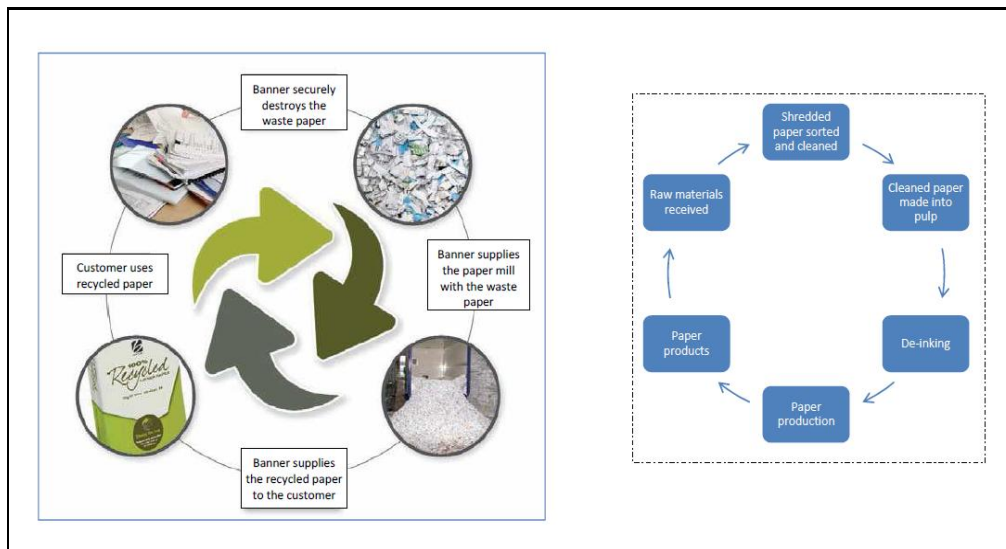 Banner securely
destroys the
waste paper
Customer uses
recycled paper
Banner supplies
the paper mill
with the waste
paper
100%
Recycled
Banner supplies
the recycled paper
to the customer
Shredded
paper sorted
and cleaned
Raw materials
received
Cleaned paper
made into
pulp
Paper
products
De-inking
Paper
production